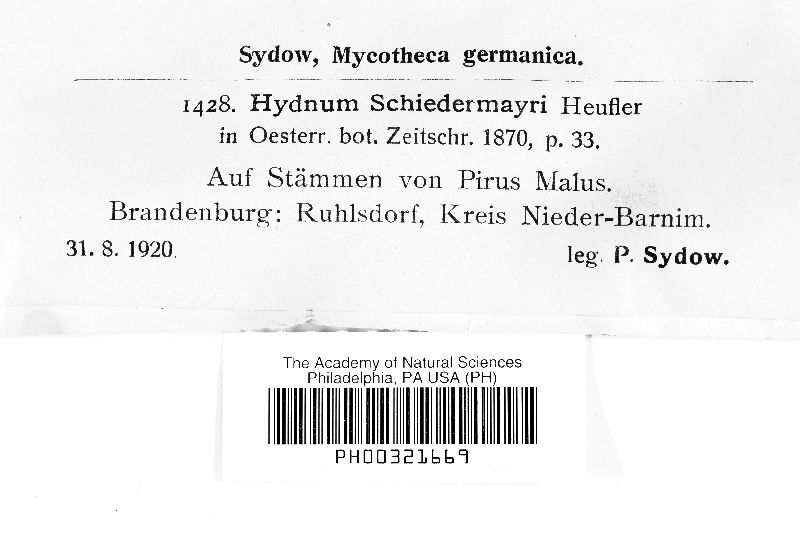 Sydow, Mycotheca germanica.
1428. Hydnum Schiedermayri Heufler
in Oesterr. bot. Zeitschr. 1870, p. 33.
Auf Stämmen von Pirus Malus.
Brandenburg: Ruhlsdorf, Kreis Nieder-Barnim.
31. 8. 1920. leg. P. Sydow.
The Academy of Natural Sciences
Philadelphia, PA USA (PH)
PH00321669